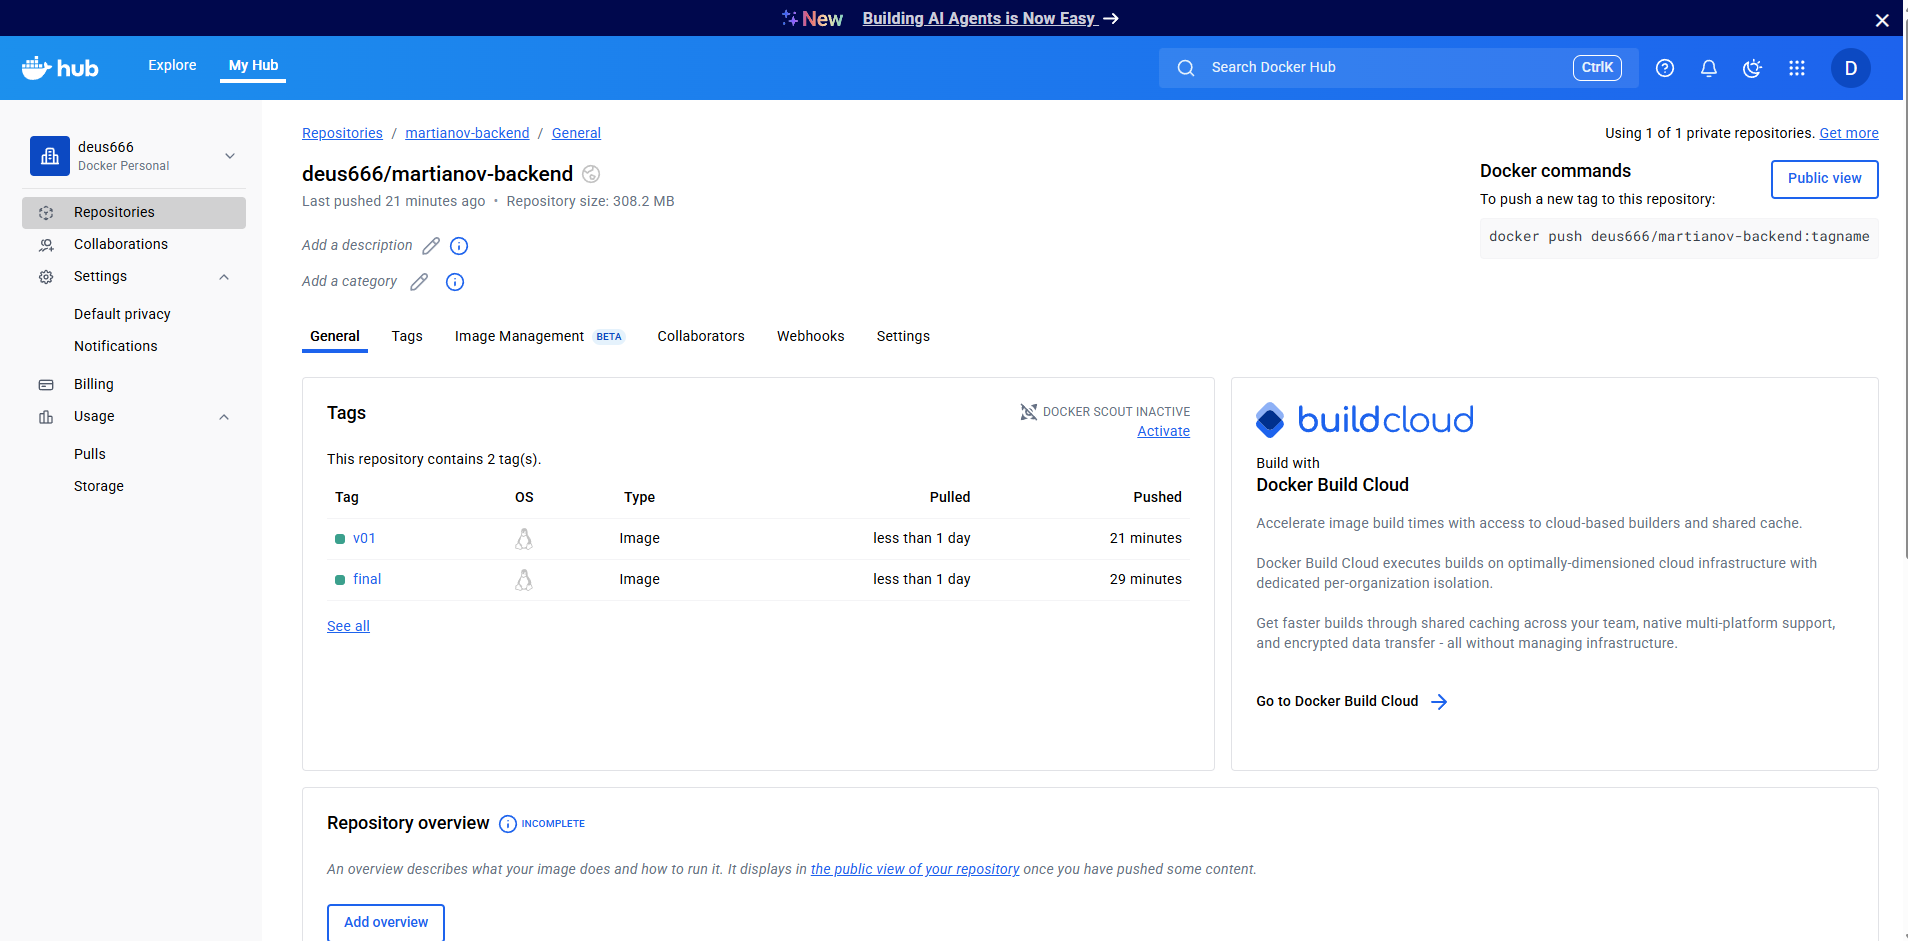 New Building AI Agents is Now Easy
hub
Explore
My Hub
Search Docker Hub
CtrlK
D
deus666
Docker Personal
Repositories
Collaborations
Settings
Default privacy
Notifications
Billing
Usage
Pulls
Storage
Repositories / martianov-backend / General
Using 1 of 1 private repositories. Get more
deus666/martianov-backend
Last pushed 21 minutes ago • Repository size: 308.2 MB
Add a description
Add a category
Docker commands
Public view
To push a new tag to this repository:
docker push deus666/martianov-backend:tagname
General
Tags
Image Management BETA
Collaborators
Webhooks
Settings
Tags
DOCKER SCOUT INACTIVE
Activate
This repository contains 2 tag(s).
Tag OS Type Pulled Pushed
v01 Image less than 1 day 21 minutes
final Image less than 1 day 29 minutes
See all
buildcloud
Build with
Docker Build Cloud
Accelerate image build times with access to cloud-based builders and shared cache.
Docker Build Cloud executes builds on optimally-dimensioned cloud infrastructure with
dedicated per-organization isolation.
Get faster builds through shared caching across your team, native multi-platform support,
and encrypted data transfer - all without managing infrastructure.
Go to Docker Build Cloud
Repository overview INCOMPLETE
An overview describes what your image does and how to run it. It displays in the public view of your repository once you have pushed some content.
Add overview